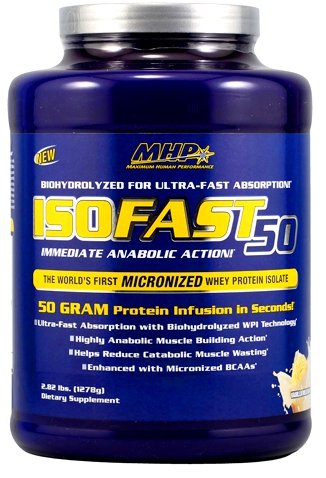 NEW
MHP
MAXIMUM HUMAN PERFORMANCE
BIOHYDROLYZED FOR ULTRA-FAST ABSORPTION!
ISOFAST 50
IMMEDIATE ANABOLIC ACTION!
THE WORLD'S FIRST MICRONIZED WHEY PROTEIN ISOLATE
50 GRAM Protein Infusion in Seconds!
• Ultra-Fast Absorption with Biohydrolyzed WPI Technology
• Highly Anabolic Muscle Building Action
• Helps Reduce Catabolic Muscle Wasting
• Enhanced with Micronized BCAAs
2.82 lbs. (1278g)
Dietary Supplement